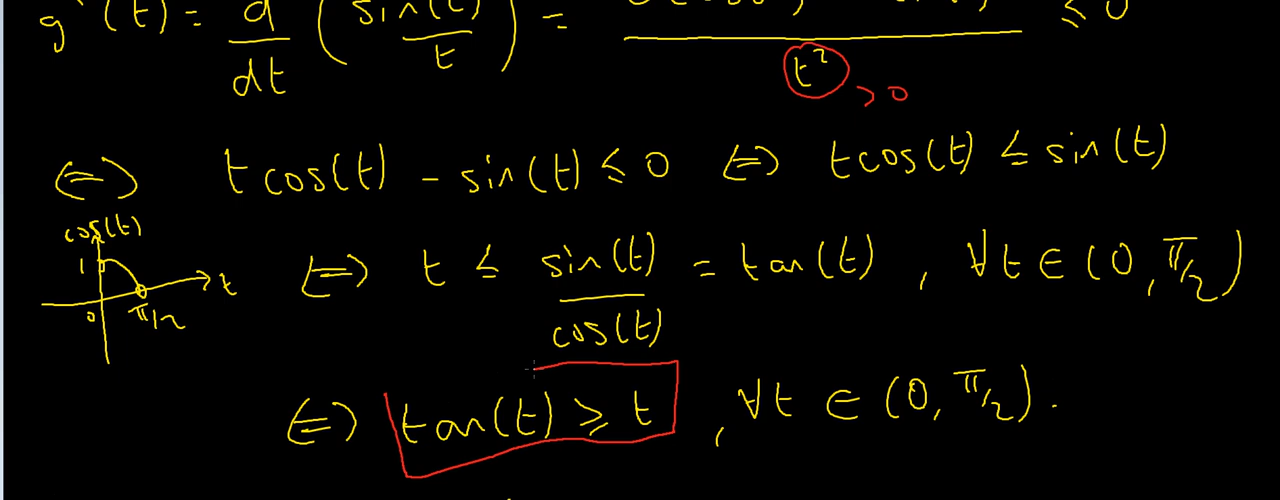 g'(t) = d/dt ( sin(t)/t ) = /t² ≤ 0
> 0
⟺ t cos(t) - sin(t) ≤ 0 ⟺ t cos(t) ≤ sin(t)
cos(t)
1
t
0 π/2
⟺ t ≤ sin(t)/cos(t) = tan(t) , ∀t ∈ (0, π/2)
⟺ tan(t) ≥ t , ∀t ∈ (0, π/2).